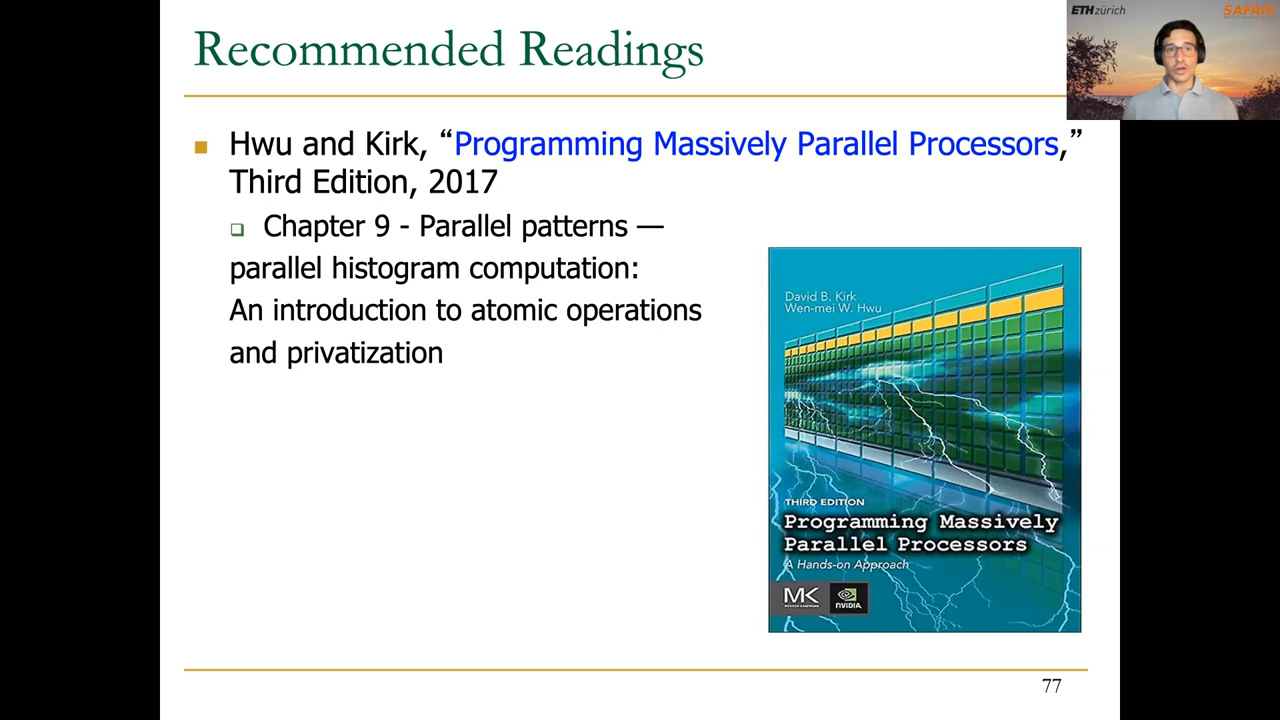 Recommended Readings
ETHzürich
SAFARI
Hwu and Kirk, “Programming Massively Parallel Processors,”
Third Edition, 2017
Chapter 9 - Parallel patterns —
parallel histogram computation:
An introduction to atomic operations
and privatization
David B. Kirk
Wen-mei W. Hwu
THIRD EDITION
Programming Massively
Parallel Processors
A Hands-on Approach
MK
NVIDIA
77